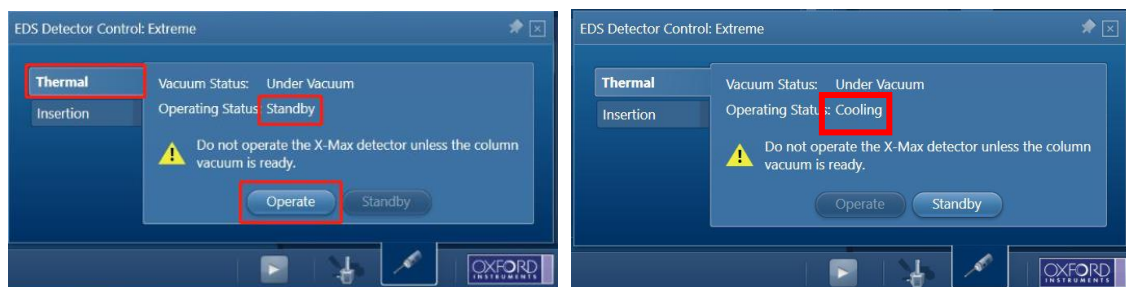 EDS Detector Control: Extreme
Thermal
Insertion
Vacuum Status: Under Vacuum
Operating Status: Standby
Do not operate the X-Max detector unless the column
vacuum is ready.
Operate Standby
OXFORD
INSTRUMENTS
EDS Detector Control: Extreme
Thermal
Insertion
Vacuum Status: Under Vacuum
Operating Status: Cooling
Do not operate the X-Max detector unless the column
vacuum is ready.
Operate Standby
OXFORD
INSTRUMENTS